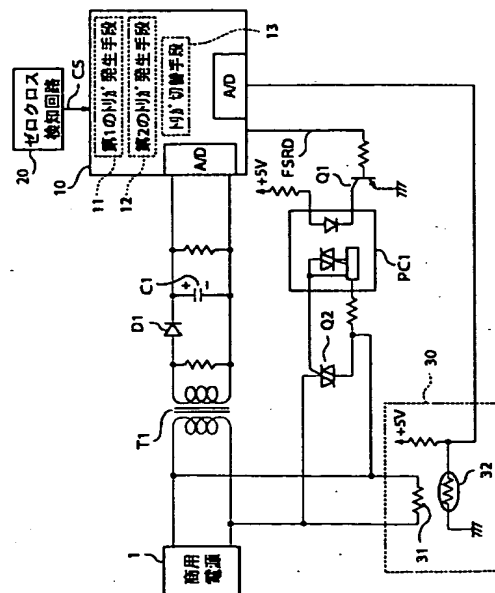 ゼロクロス
検知回路
20
CS
10
第1のトリガ発生手段
第2のトリガ発生手段
トリガ切替手段
11
12
13
A/D
A/D
FSRD
+5V
Q1
PC1
Q2
C1
+
-
D1
T1
1
商用
電源
30
+5V
31
32